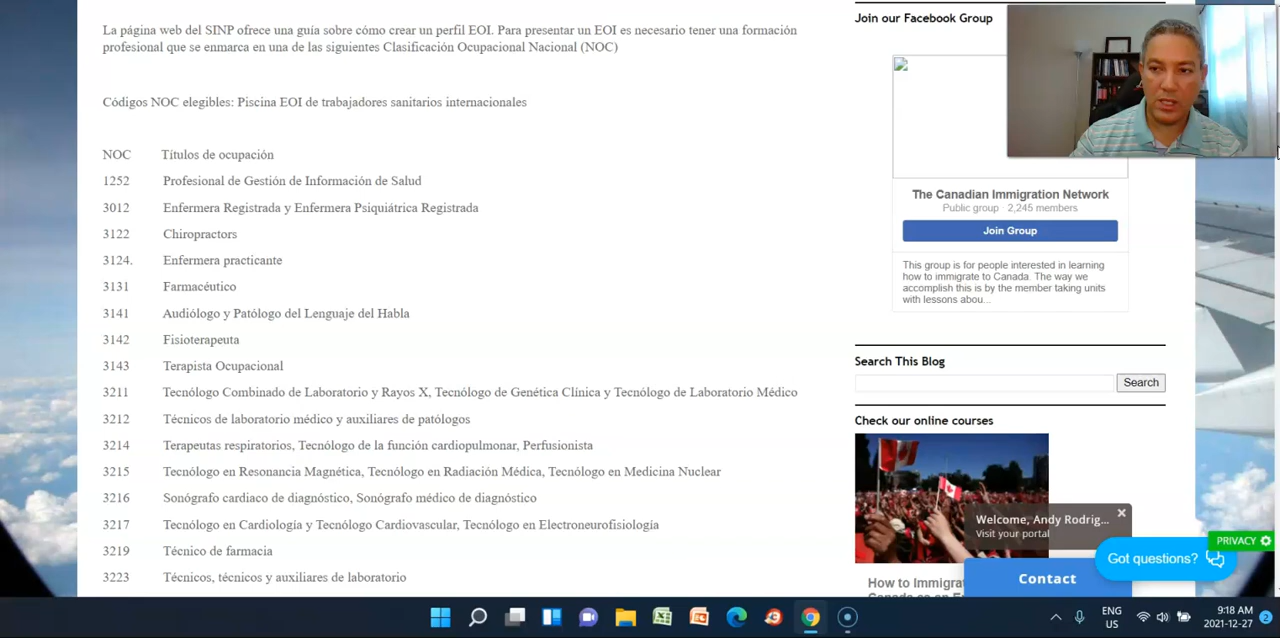 La página web del SINP ofrece una guía sobre cómo crear un perfil EOI. Para presentar un EOI es necesario tener una formación
profesional que se enmarca en una de las siguientes Clasificación Ocupacional Nacional (NOC)
Códigos NOC elegibles: Piscina EOI de trabajadores sanitarios internacionales
NOC Títulos de ocupación
1252 Profesional de Gestión de Información de Salud
3012 Enfermera Registrada y Enfermera Psiquiátrica Registrada
3122 Chiropractors
3124. Enfermera practicante
3131 Farmacéutico
3141 Audiólogo y Patólogo del Lenguaje del Habla
3142 Fisioterapeuta
3143 Terapista Ocupacional
3211 Tecnólogo Combinado de Laboratorio y Rayos X, Tecnólogo de Genética Clínica y Tecnólogo de Laboratorio Médico
3212 Técnicos de laboratorio médico y auxiliares de patólogos
3214 Terapeutas respiratorios, Tecnólogo de la función cardiopulmonar, Perfusionista
3215 Tecnólogo en Resonancia Magnética, Tecnólogo en Radiación Médica, Tecnólogo en Medicina Nuclear
3216 Sonógrafo cardiaco de diagnóstico, Sonógrafo médico de diagnóstico
3217 Tecnólogo en Cardiología y Tecnólogo Cardiovascular, Tecnólogo en Electroneurofisiología
3219 Técnico de farmacia
3223 Técnicos, técnicos y auxiliares de laboratorio
Join our Facebook Group
The Canadian Immigration Network
Public group · 2,245 members
Join Group
This group is for people interested in learning
how to immigrate to Canada. The way we
accomplish this is by the member taking units
with lessons abou...
Search This Blog
Search
Check our online courses
Welcome, Andy Rodrig...
Visit your portal
PRIVACY
Got questions?
Contact
How to Immigra
ENG
US
9:18 AM
2021-12-27
2